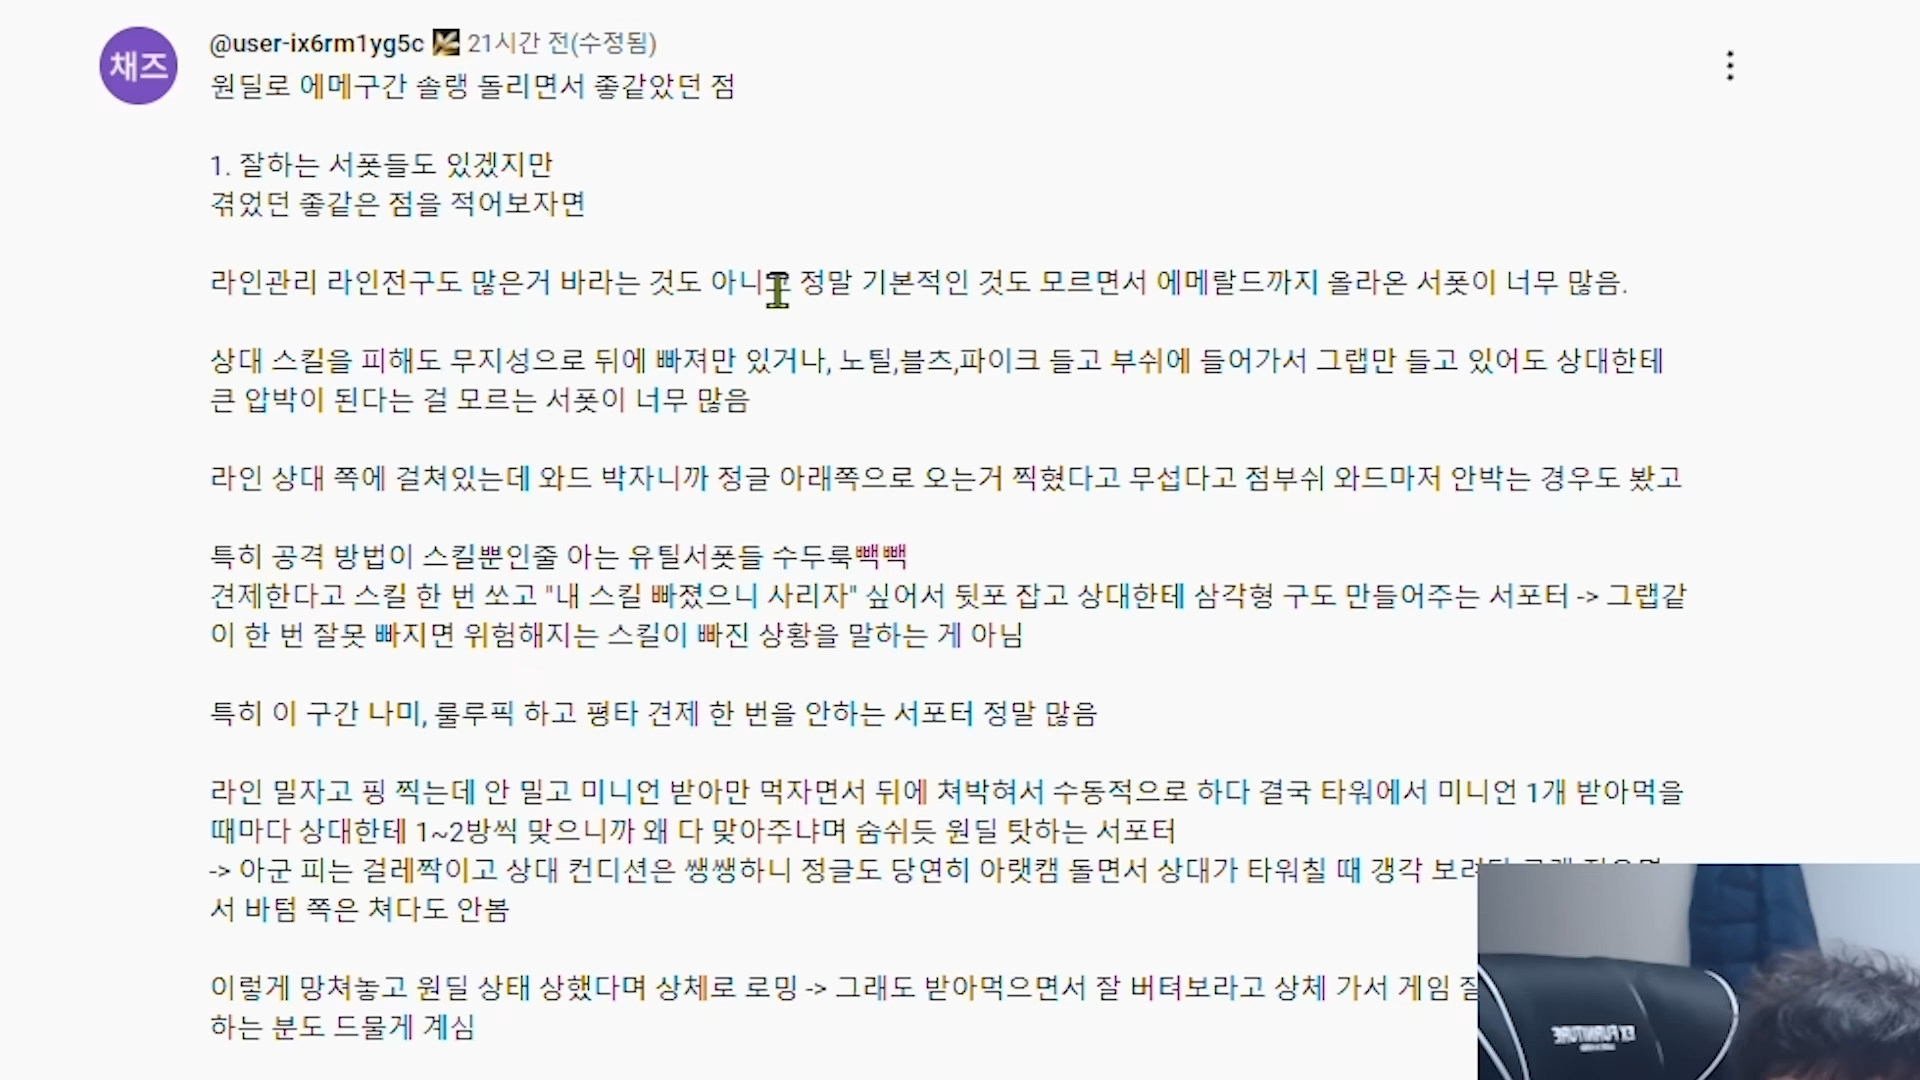 채즈
@user-ix6rm1yg5c 21시간 전(수정됨)
원딜로 에메구간 솔랭 돌리면서 좋같았던 점
1. 잘하는 서폿들도 있겠지만
겪었던 좋같은 점을 적어보자면
라인관리 라인전구도 많은거 바라는 것도 아니고 정말 기본적인 것도 모르면서 에메랄드까지 올라온 서폿이 너무 많음.
상대 스킬을 피해도 무지성으로 뒤에 빠져만 있거나, 노틸,블츠,파이크 들고 부쉬에 들어가서 그랩만 들고 있어도 상대한테
큰 압박이 된다는 걸 모르는 서폿이 너무 많음
라인 상대 쪽에 걸쳐있는데 와드 박자니까 정글 아래쪽으로 오는거 찍혔다고 무섭다고 점부쉬 와드마저 안박는 경우도 봤고
특히 공격 방법이 스킬뿐인줄 아는 유틸서폿들 수두룩빽빽
견제한다고 스킬 한 번 쏘고 "내 스킬 빠졌으니 사리자" 싶어서 뒷포 잡고 상대한테 삼각형 구도 만들어주는 서포터 -> 그랩같
이 한 번 잘못 빠지면 위험해지는 스킬이 빠진 상황을 말하는 게 아님
특히 이 구간 나미, 룰루픽 하고 평타 견제 한 번을 안하는 서포터 정말 많음
라인 밀자고 핑 찍는데 안 밀고 미니언 받아만 먹자면서 뒤에 쳐박혀서 수동적으로 하다 결국 타워에서 미니언 1개 받아먹을
때마다 상대한테 1~2방씩 맞으니까 왜 다 맞아주냐며 숨쉬듯 원딜 탓하는 서포터
-> 아군 피는 걸레짝이고 상대 컨디션은 쌩쌩하니 정글도 당연히 아랫캠 돌면서 상대가 타워칠 때 갱각
서 바텀 쪽은 쳐다도 안봄
이렇게 망쳐놓고 원딜 상태 상했다며 상체로 로밍 -> 그래도 받아먹으면서 잘 버텨보라고 상체 가서 게임
하는 분도 드물게 계심